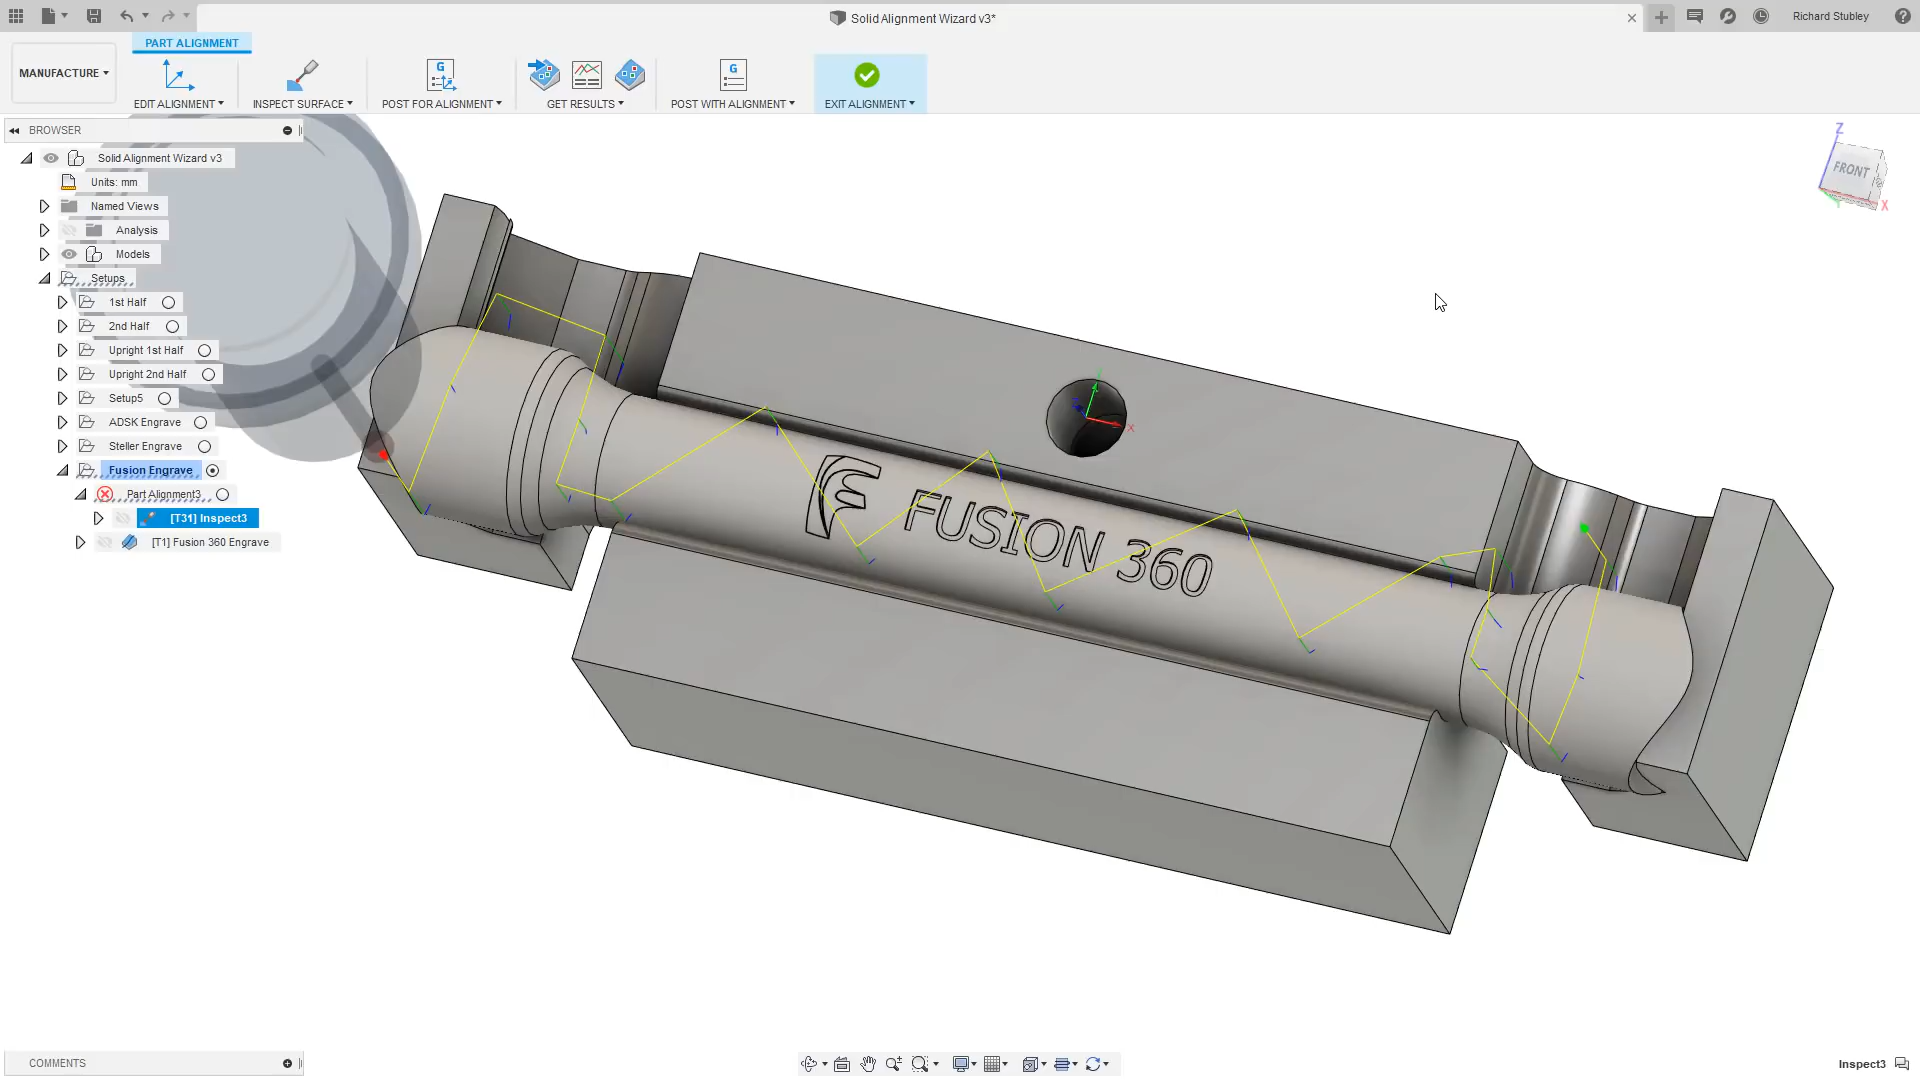 Solid Alignment Wizard v3*
Richard Stubley
MANUFACTURE
PART ALIGNMENT
EDIT ALIGNMENT
INSPECT SURFACE
POST FOR ALIGNMENT
GET RESULTS
POST WITH ALIGNMENT
EXIT ALIGNMENT
BROWSER
Solid Alignment Wizard v3
Units: mm
Named Views
Analysis
Models
Setups
1st Half
2nd Half
Upright 1st Half
Upright 2nd Half
Setup5
ADSK Engrave
Steller Engrave
Fusion Engrave
Part Alignment3
[T31] Inspect3
[T1] Fusion 360 Engrave
Z
FRONT
X
X
FUSION 360
COMMENTS
Inspect3